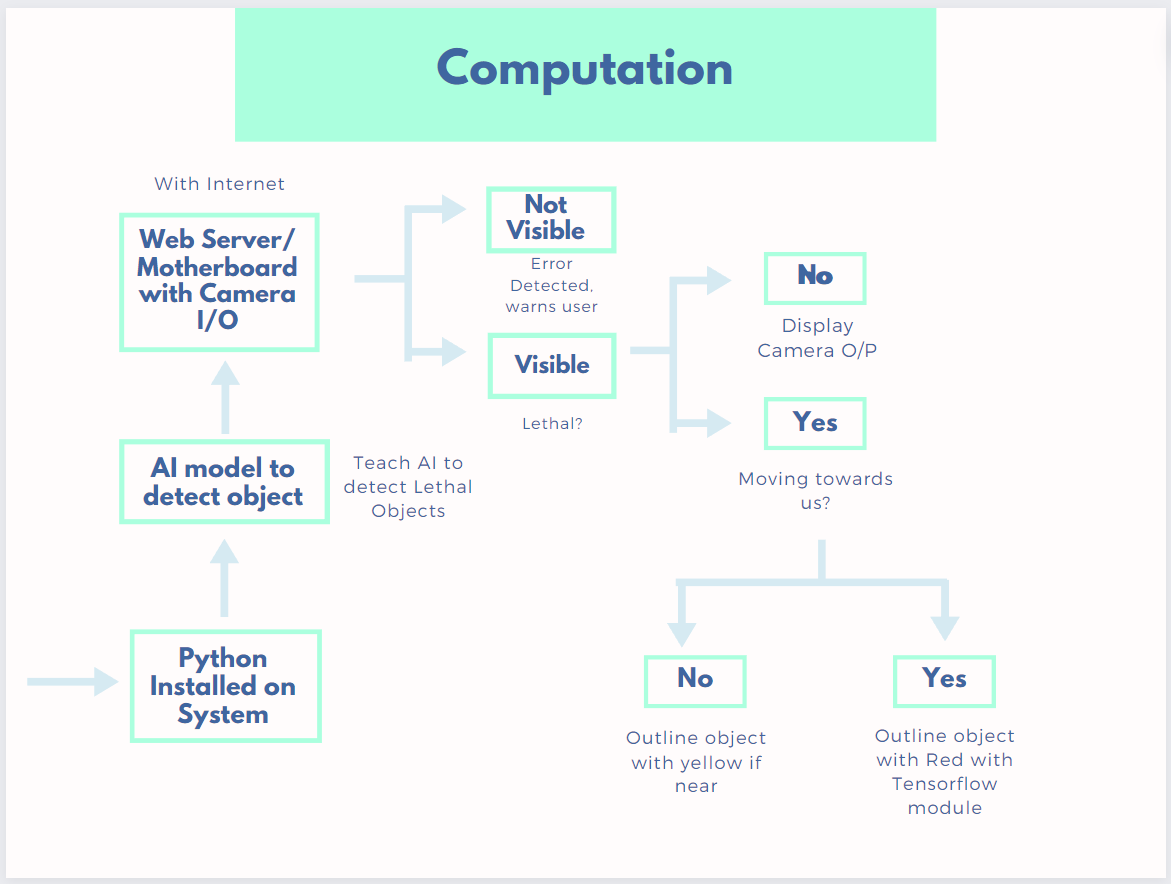 Computation
With Internet
Web Server/
Motherboard
with Camera
I/O
Not
Visible
Error
Detected,
warns user
Visible
Lethal?
No
Display
Camera O/P
Yes
Moving towards
us?
AI model to
detect object
Teach AI to
detect Lethal
Objects
Python
Installed on
System
No
Outline object
with yellow if
near
Yes
Outline object
with Red with
Tensorflow
module